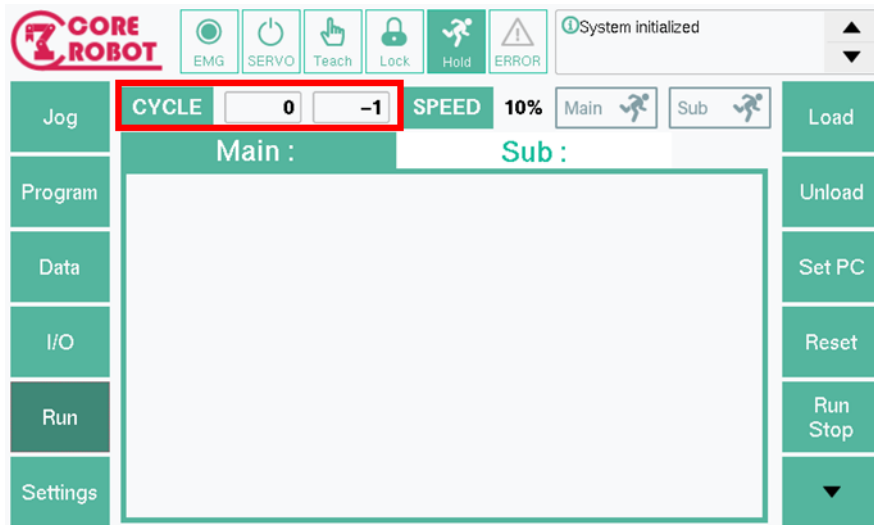 CORE
ROBOT
EMG
SERVO
Teach
Lock
Hold
ERROR
System initialized
Jog
CYCLE 0 -1 SPEED 10% Main Sub
Load
Main : Sub :
Program
Unload
Data
Set PC
I/O
Reset
Run
Run
Stop
Settings